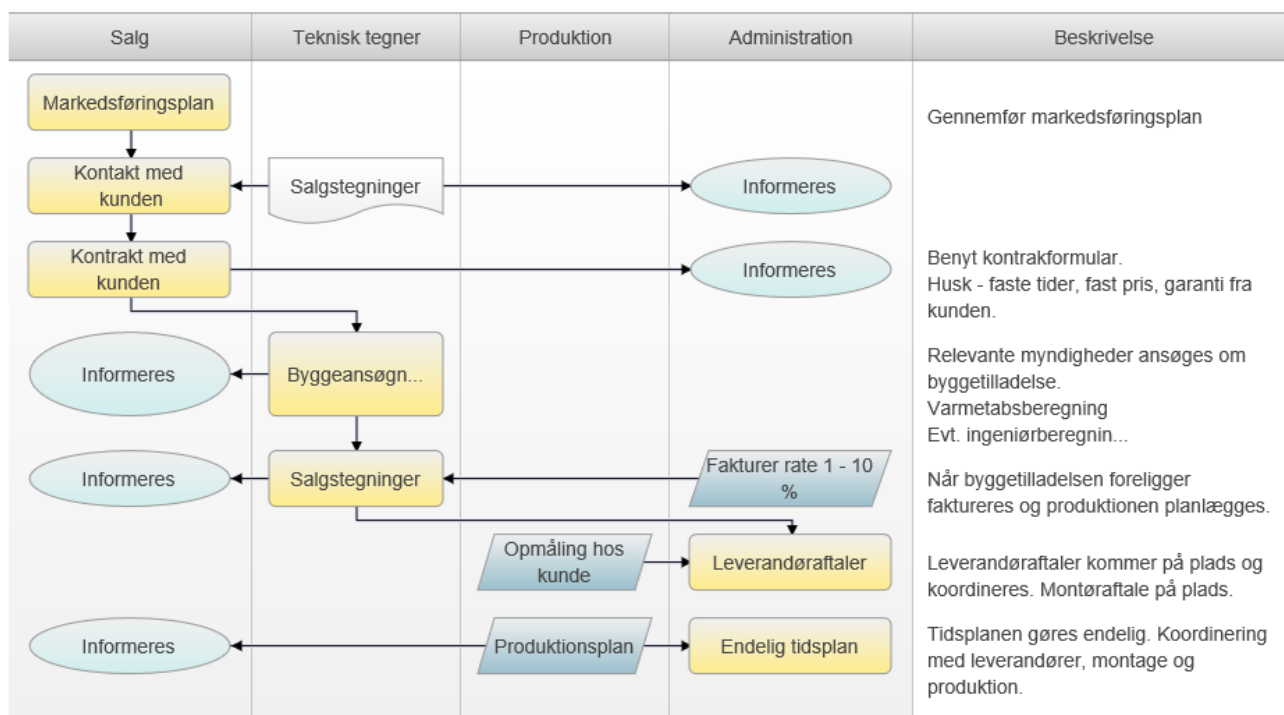 Salg
Teknisk tegner
Produktion
Administration
Beskrivelse
Markedsføringsplan
Gennemfør markedsføringsplan
Kontakt med
kunden
Salgstegninger
Informeres
Kontrakt med
kunden
Informeres
Benyt kontrakformular.
Husk - faste tider, fast pris, garanti fra
kunden.
Informeres
Byggeansøgn...
Relevante myndigheder ansøges om
byggetilladelse.
Varmetabsberegning
Evt. ingeniørberegnin...
Informeres
Salgstegninger
Fakturer rate 1 - 10
%
Når byggetilladelsen foreligger
faktureres og produktionen planlægges.
Opmåling hos
kunde
Leverandøraftaler
Leverandøraftaler kommer på plads og
koordineres. Montøraftale på plads.
Informeres
Produktionsplan
Endelig tidsplan
Tidsplanen gøres endelig. Koordinering
med leverandører, montage og
produktion.